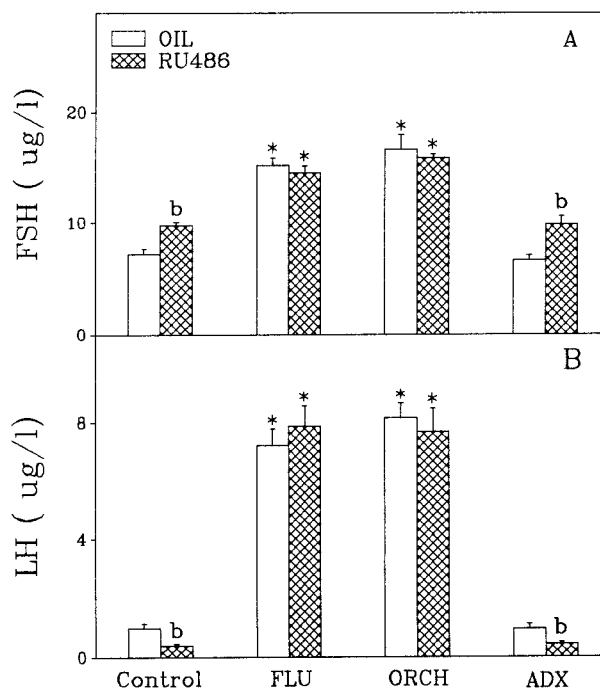 OIL
RU486
A
FSH ( ug/l)
20
10
0
b
*
*
*
*
b
B
LH ( ug/l)
8
4
0
b
*
*
*
*
b
Control FLU ORCH ADX